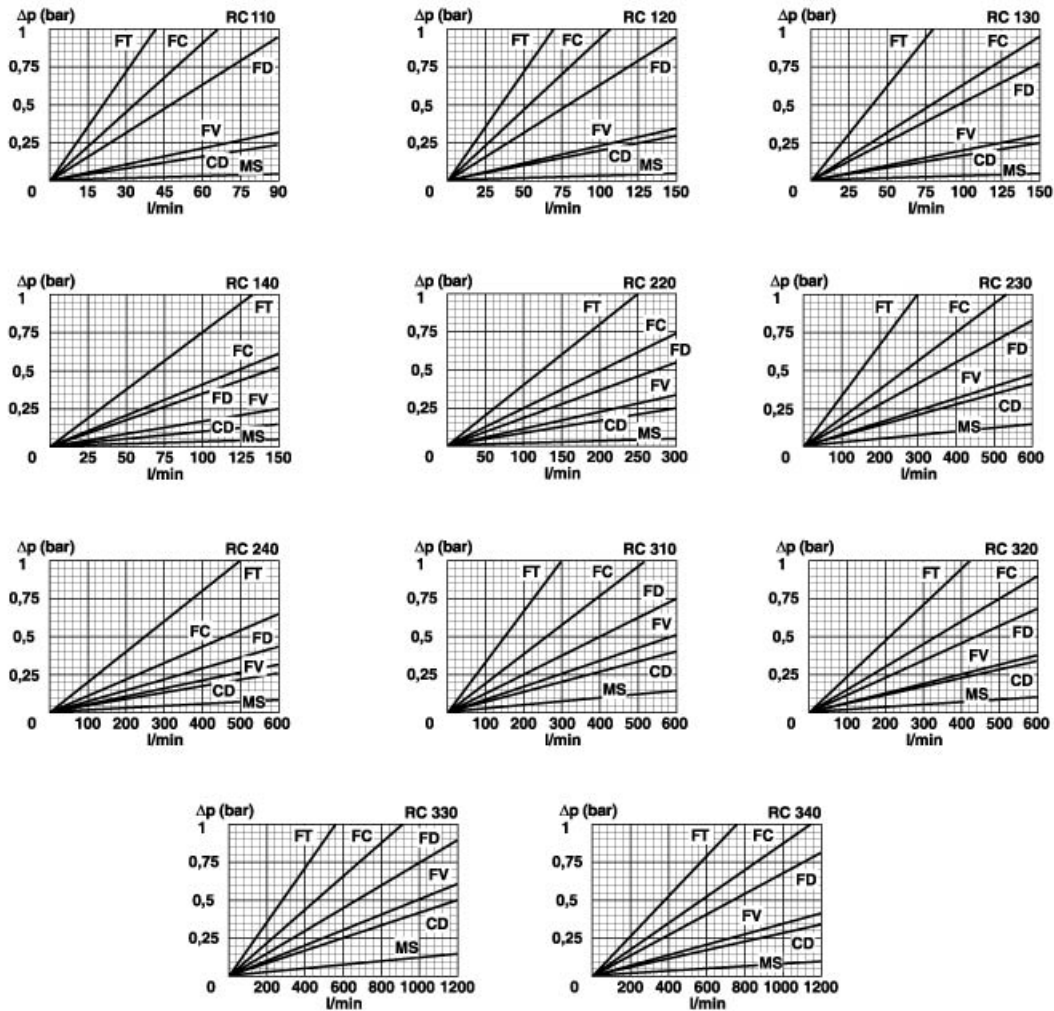 Δp (bar) RC 110
1 FT FC
0,75 FD
0,5
0,25 FV
CD MS
0 15 30 45 60 75 90
l/min
Δp (bar) RC 120
1 FT FC
0,75 FD
0,5
0,25 FV
CD MS
0 25 50 75 100 125 150
l/min
Δp (bar) RC 130
1 FT FC
0,75 FD
0,5
0,25 FV
CD MS
0 25 50 75 100 125 150
l/min
Δp (bar) RC 140
1 FT
0,75 FC
0,5
0,25 FD FV
CD MS
0 25 50 75 100 125 150
l/min
Δp (bar) RC 220
1 FT FC
0,75 FD
0,5 FV
0,25
CD MS
0 50 100 150 200 250 300
l/min
Δp (bar) RC 230
1 FT FC
0,75 FD
0,5 FV
0,25 CD
MS
0 100 200 300 400 500 600
l/min
Δp (bar) RC 240
1 FT
0,75
0,5 FC FD
0,25 FV
CD MS
0 100 200 300 400 500 600
l/min
Δp (bar) RC 310
1 FT FC
0,75 FD
0,5 FV
0,25 CD
MS
0 100 200 300 400 500 600
l/min
Δp (bar) RC 320
1 FT FC
0,75
0,5 FD
0,25 FV CD
MS
0 100 200 300 400 500 600
l/min
Δp (bar) RC 330
1 FT FC FD
0,75 FV
0,5 CD
0,25 MS
0 200 400 600 800 1000 1200
l/min
Δp (bar) RC 340
1 FT FC
0,75 FD
0,5 FV
0,25 CD
MS
0 200 400 600 800 1000 1200
l/min